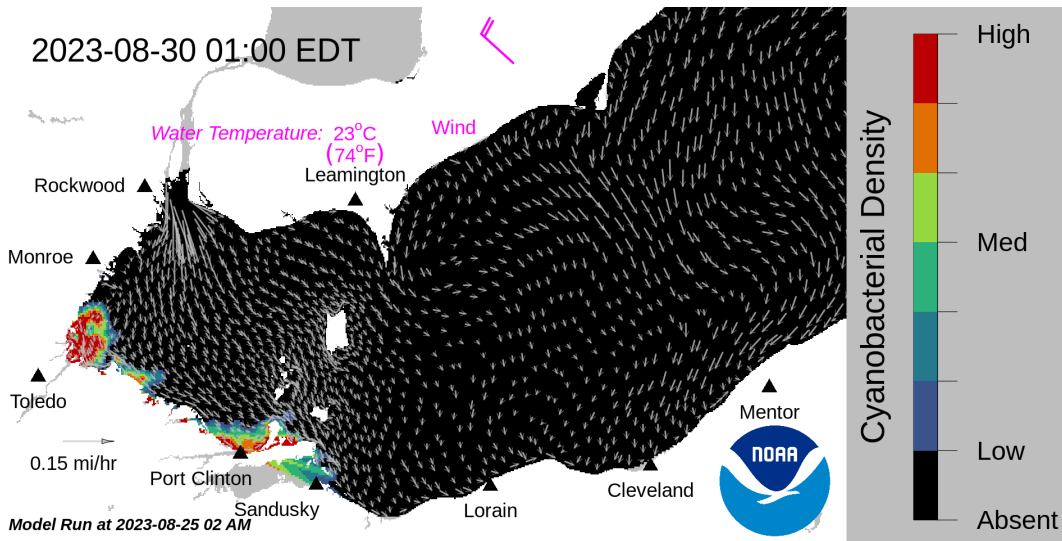 2023-08-30 01:00 EDT
Water Temperature: 23°C
(74°F)
Wind
Leamington
Rockwood
Monroe
Toledo
0.15 mi/hr
Port Clinton
Sandusky
Lorain
Cleveland
Mentor
NOAA
Model Run at 2023-08-25 02 AM
Cyanobacterial Density
High
Med
Low
Absent